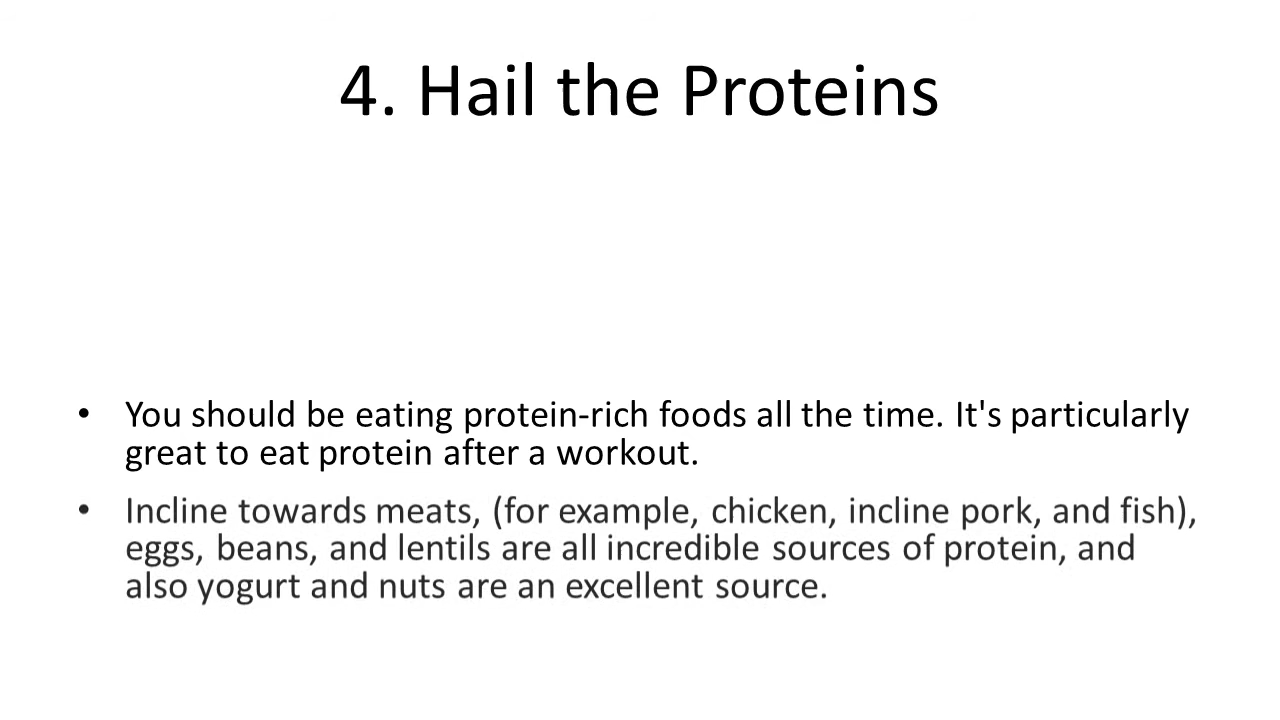 4. Hail the Proteins
• You should be eating protein-rich foods all the time. It's particularly
great to eat protein after a workout.
• Incline towards meats, (for example, chicken, incline pork, and fish),
eggs, beans, and lentils are all incredible sources of protein, and
also yogurt and nuts are an excellent source.